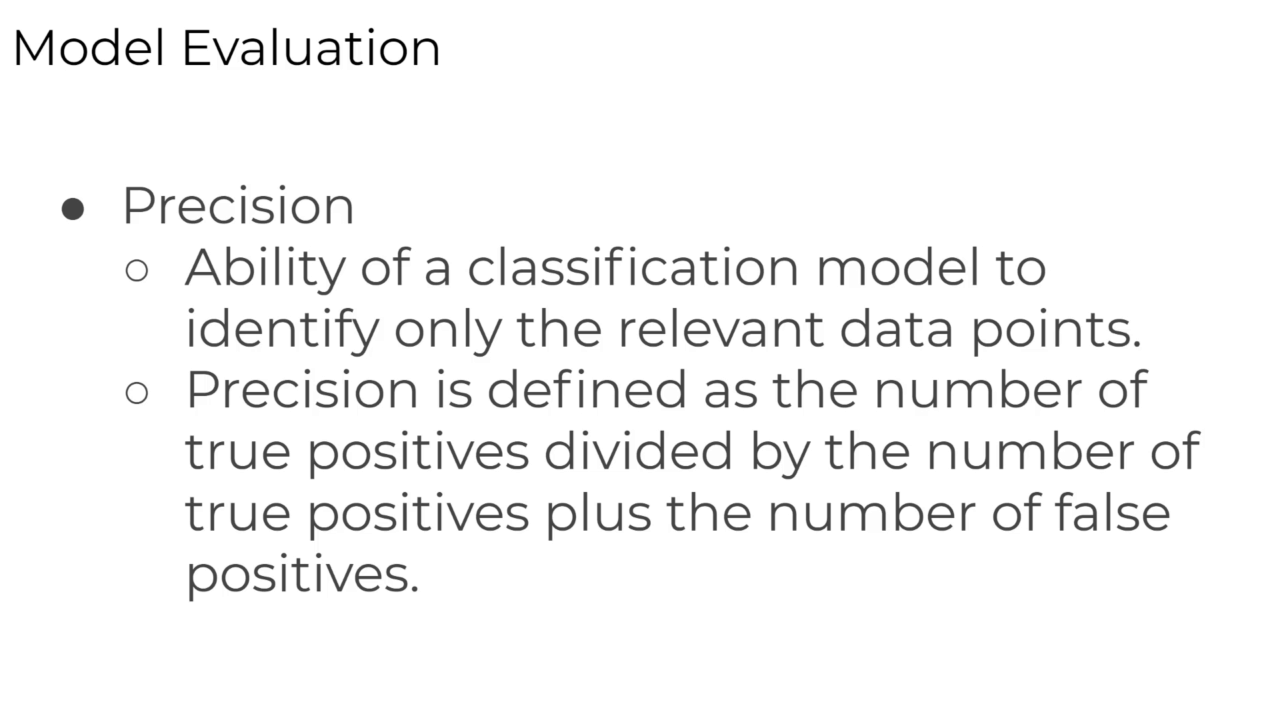 Model Evaluation
● Precision
○ Ability of a classification model to
identify only the relevant data points.
○ Precision is defined as the number of
true positives divided by the number of
true positives plus the number of false
positives.